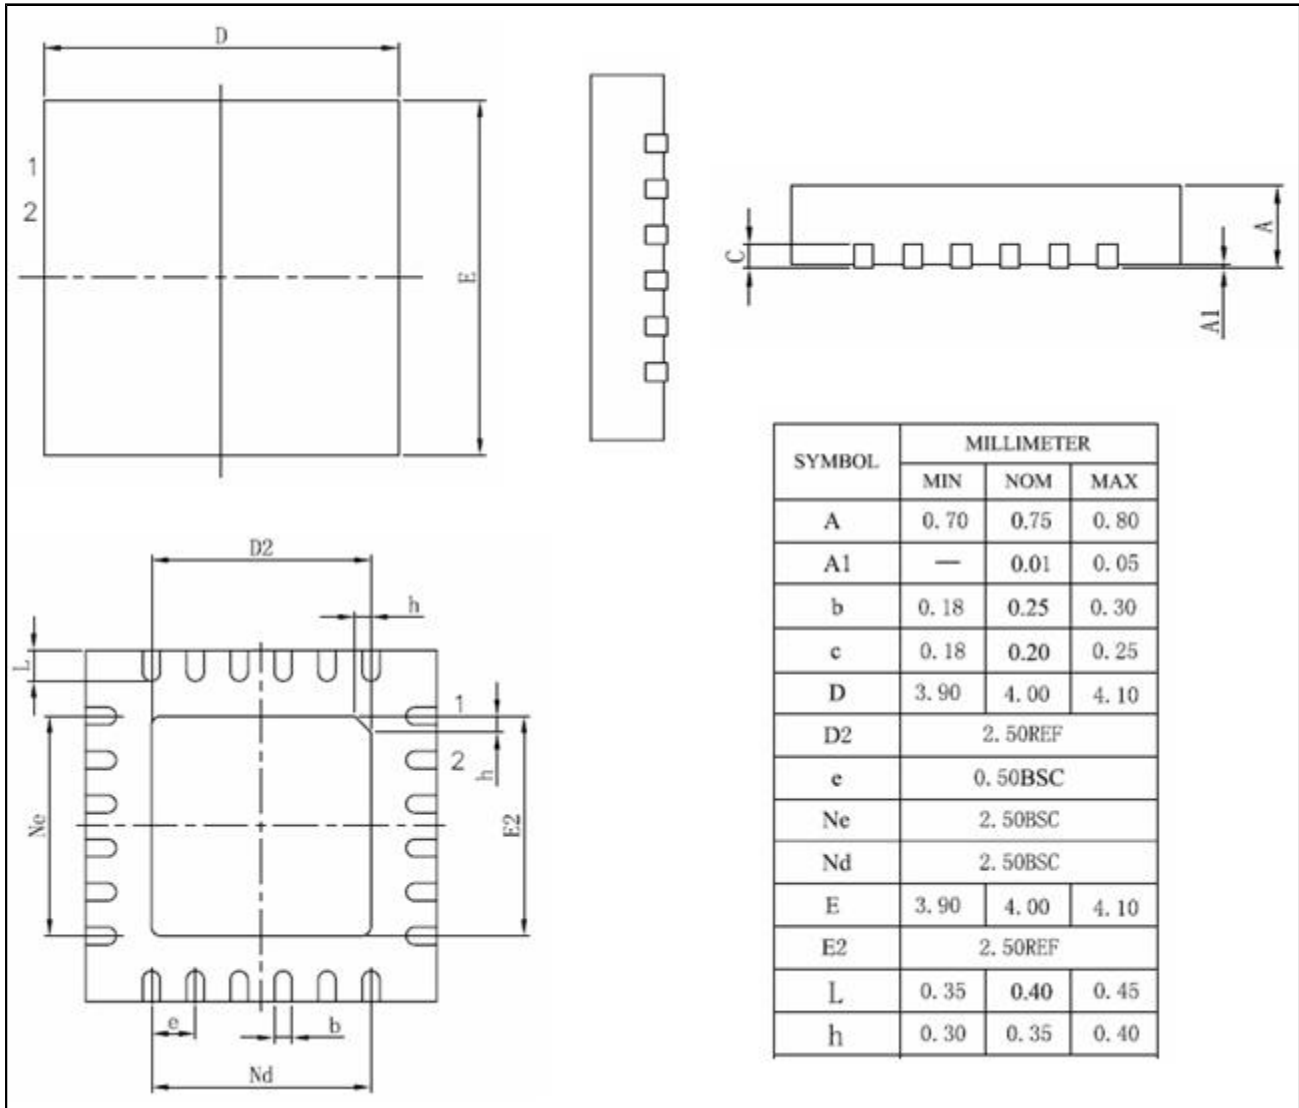 D
1
2
E
C
A
A1
D2
h
L
1
2
h
Ne
E2
e
b
Nd
SYMBOL MILLIMETER
MIN NOM MAX
A 0.70 0.75 0.80
A1 — 0.01 0.05
b 0.18 0.25 0.30
c 0.18 0.20 0.25
D 3.90 4.00 4.10
D2 2.50REF
e 0.50BSC
Ne 2.50BSC
Nd 2.50BSC
E 3.90 4.00 4.10
E2 2.50REF
L 0.35 0.40 0.45
h 0.30 0.35 0.40